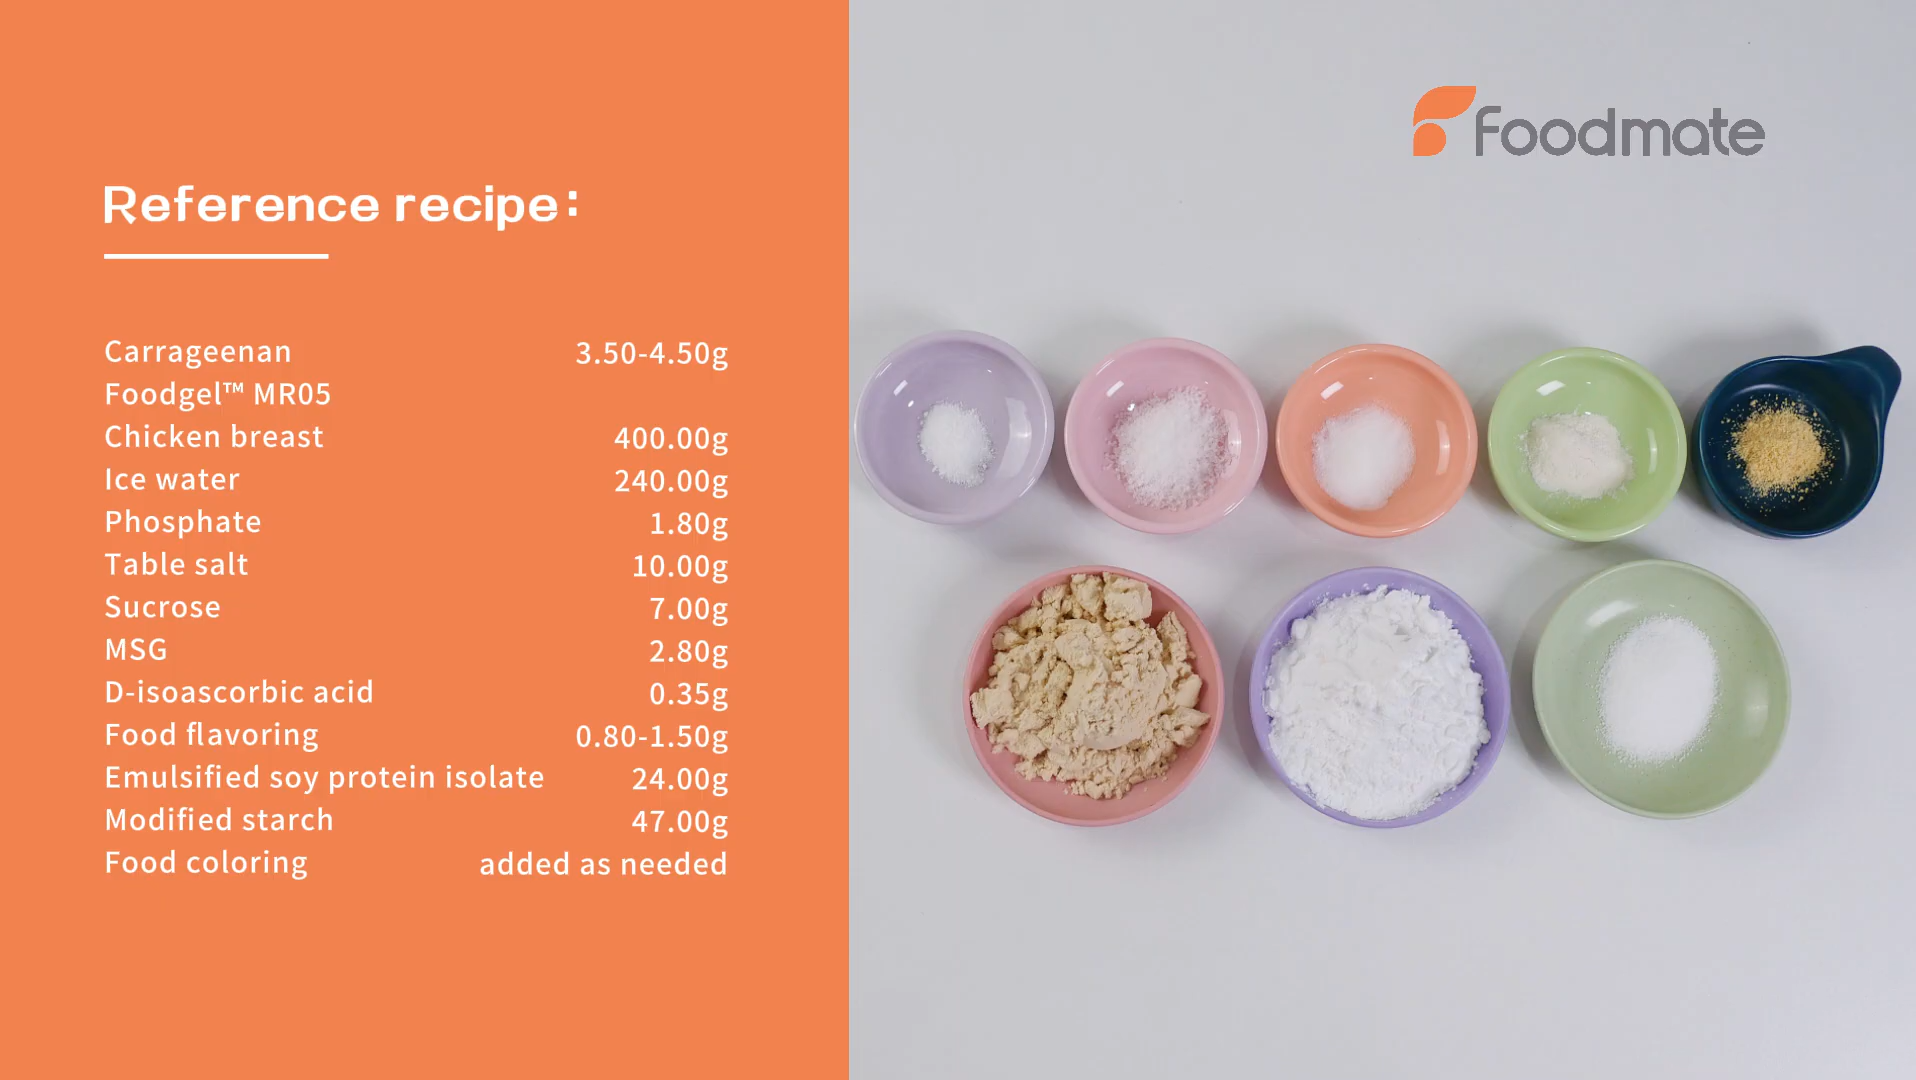 foodmate
Reference recipe:
Carrageenan 3.50-4.50g
Foodgel™ MR05
Chicken breast 400.00g
Ice water 240.00g
Phosphate 1.80g
Table salt 10.00g
Sucrose 7.00g
MSG 2.80g
D-isoascorbic acid 0.35g
Food flavoring 0.80-1.50g
Emulsified soy protein isolate 24.00g
Modified starch 47.00g
Food coloring added as needed